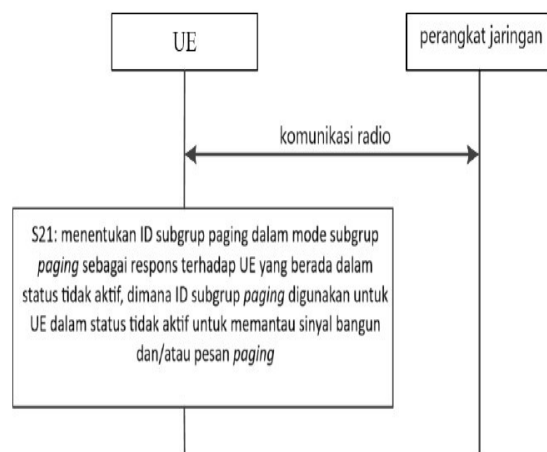 UE
perangkat jaringan
komunikasi radio
S21: menentukan ID subgrup paging dalam mode subgrup
paging sebagai respons terhadap UE yang berada dalam
status tidak aktif, dimana ID subgrup paging digunakan untuk
UE dalam status tidak aktif untuk memantau sinyal bangun
dan/atau pesan paging